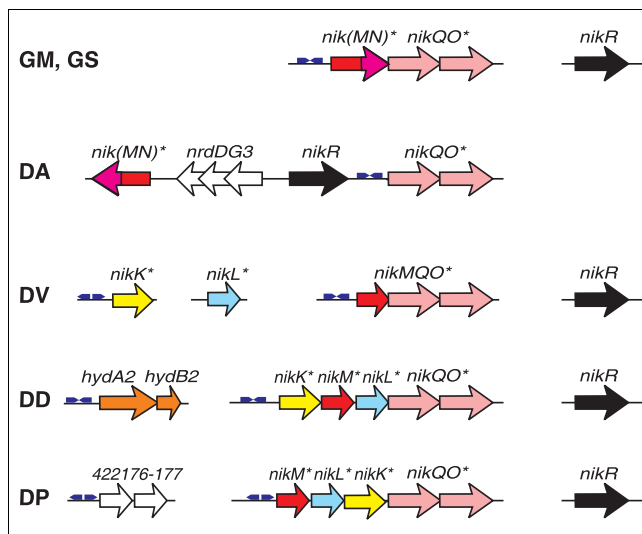 GM, GS
nik(MN)* nikQO* nikR
DA
nik(MN)* nrdDG3 nikR nikQO*
DV
nikK* nikL* nikMQO* nikR
DD
hydA2 hydB2 nikK* nikM* nikL* nikQO* nikR
DP
422176-177 nikM* nikL* nikK* nikQO* nikR